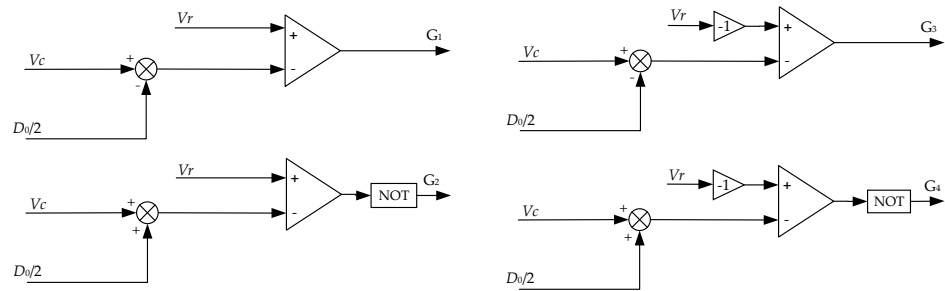 Vr
+
G1
Vc
+
-
-
D0/2
Vr
-1
+
G3
Vc
+
-
-
D0/2
Vr
+
NOT
G2
Vc
+
-
+
D0/2
Vr
-1
+
NOT
G4
Vc
+
-
+
D0/2